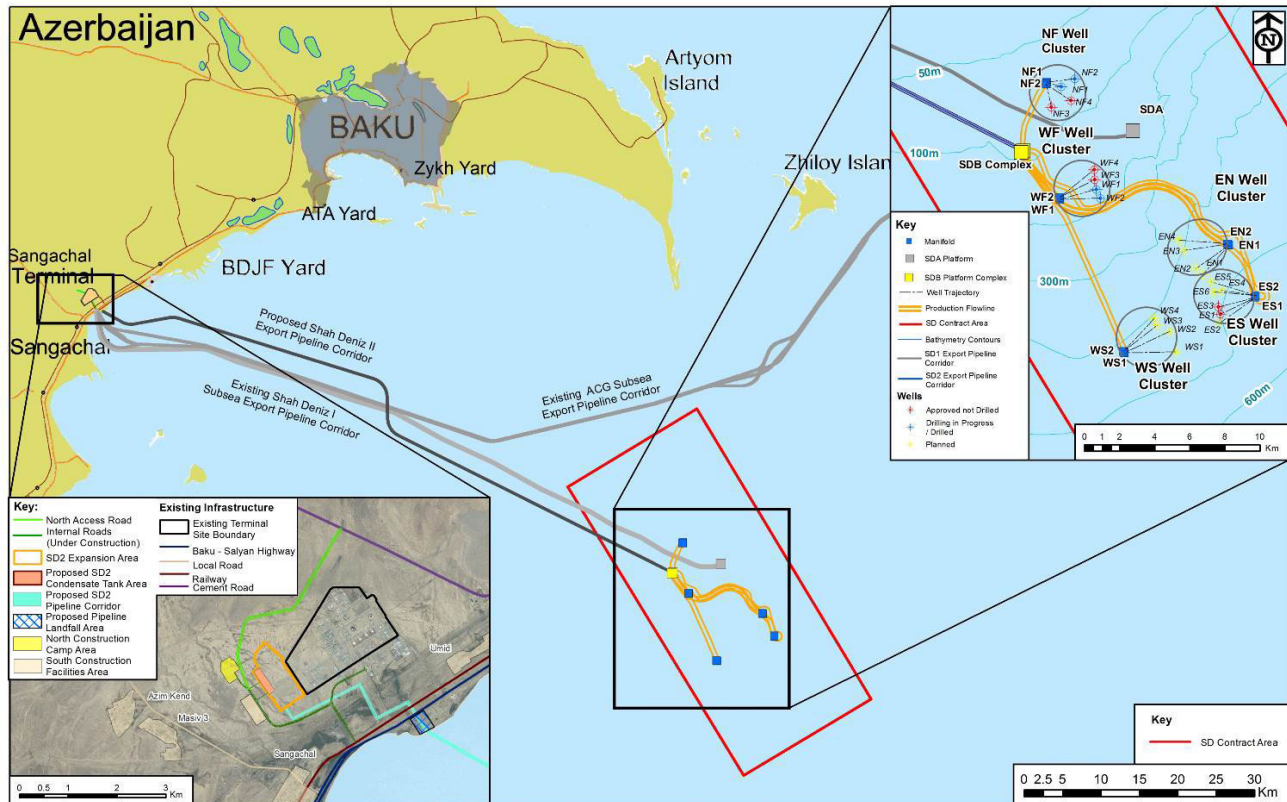 Azerbaijan
Artyom
Island
BAKU
Zykh Yard
Zhiloy Islan
ATA Yard
Sangachal
Terminal
BDJF Yard
Sangachal
Proposed Shah Deniz II
Export Pipeline Corridor
Existing Shah Deniz I
Subsea Export Pipeline Corridor
Existing ACG Subsea
Export Pipeline Corridor
N
NF Well
Cluster
50m
NF1
NF2
NF2
NF1
NF4
NF3
SDA
WF Well
Cluster
100m
SDB Complex
WF4
WF3
WF1
WF2
WF2
WF1
EN Well
Cluster
EN4
EN3
EN2
EN1
EN2
EN1
300m
ES5
ES4
ES6
ES3
ES1
ES2
ES2
ES1
ES Well
Cluster
WS4
WS3
WS2
WS1
WS2
WS1
WS Well
Cluster
600m
0 1 2 4 6 8 10
Km
Key
Manifold
SDA Platform
SDB Platform Complex
Well Trajectory
Production Flowline
SD Contract Area
Bathymetry Contours
SD1 Export Pipeline
Corridor
SD2 Export Pipeline
Corridor
Wells
Approved not Drilled
Drilling in Progress
/ Drilled
Planned
Key:
North Access Road
Internal Roads
(Under Construction)
SD2 Expansion Area
Proposed SD2
Condensate Tank Area
Proposed SD2
Pipeline Corridor
Proposed Pipeline
Landfall Area
North Construction
Camp Area
South Construction
Facilities Area
Existing Infrastructure
Existing Terminal
Site Boundary
Baku - Salyan Highway
Local Road
Railway
Cement Road
Umid
Azim Kend
Masiv 3
Sangachal
0 0.5 1 2 3
Km
Key
SD Contract Area
0 2.5 5 10 15 20 25 30
Km